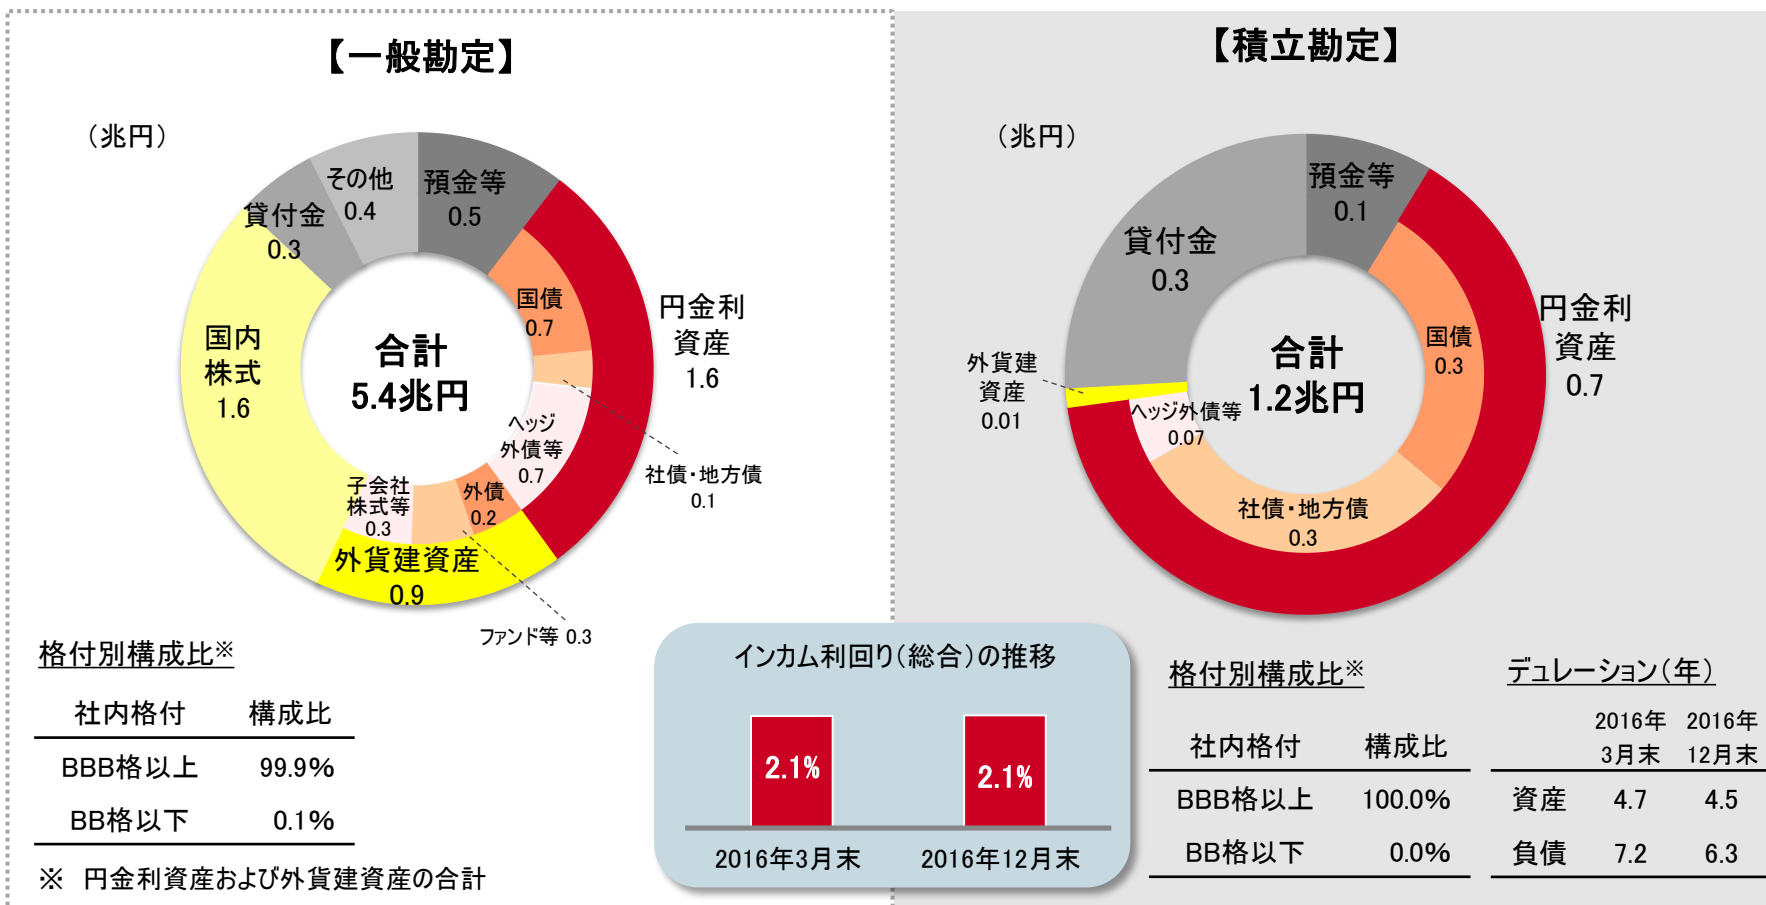 【一般勘定】
（兆円）
その他
0.4
預金等
0.5
貸付金
0.3
国債
0.7
円金利
資産
1.6
国内
株式
1.6
合計
5.4兆円
ヘッジ
外債等
0.7
社債・地方債
0.1
子会社
株式等
0.3
外債
0.2
外貨建資産
0.9
ファンド等 0.3
格付別構成比※
社内格付 構成比
BBB格以上 99.9%
BB格以下 0.1%
※ 円金利資産および外貨建資産の合計
インカム利回り（総合）の推移
2.1% 2.1%
2016年3月末 2016年12月末
【積立勘定】
（兆円）
預金等
0.1
貸付金
0.3
国債
0.3
円金利
資産
0.7
外貨建
資産
0.01
合計
1.2兆円
ヘッジ外債等
0.07
社債・地方債
0.3
格付別構成比※
社内格付 構成比
BBB格以上 100.0%
BB格以下 0.0%
デュレーション（年）
2016年 2016年
3月末 12月末
資産 4.7 4.5
負債 7.2 6.3